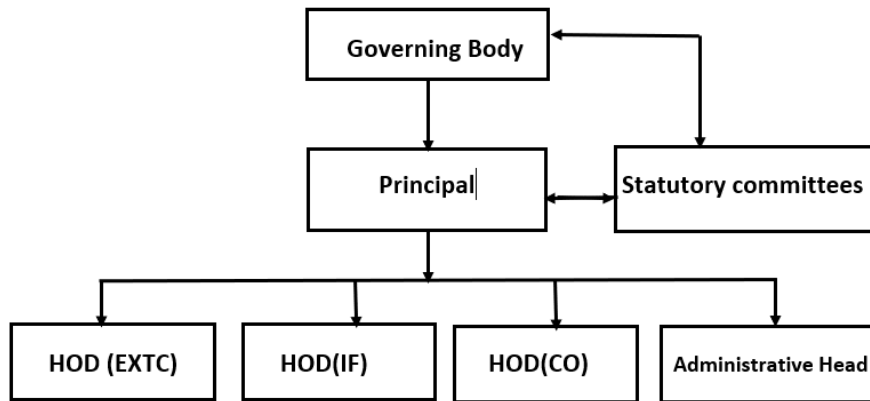 Governing Body
Principal
Statutory committees
HOD (EXTC)
HOD(IF)
HOD(CO)
Administrative Head